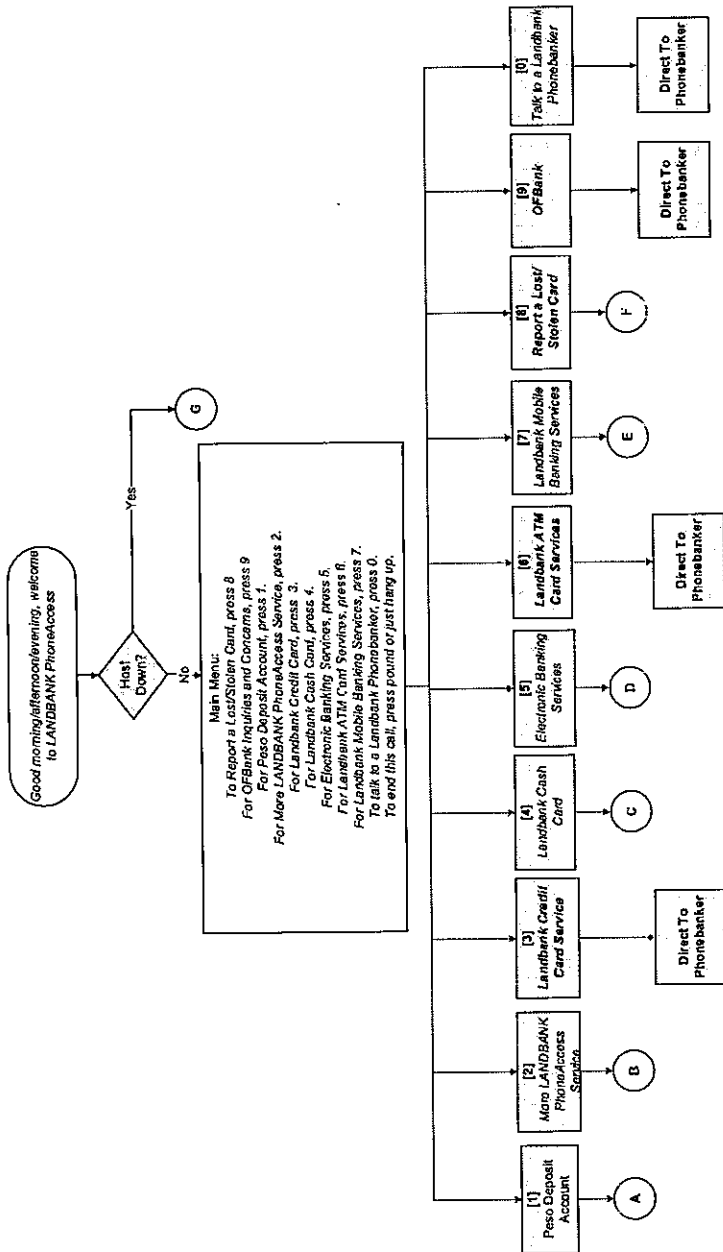 Good morning/afternoon/evening, welcome
to LANDBANK PhoneAccess
Host
Down?
Yes
G
No
Main Menu:
To Report a Lost/Stolen Card, press 8
For OFBank Inquiries and Concerns, press 9
For Peso Deposit Account, press 1.
For More LANDBANK PhoneAccess Service, press 2.
For Landbank Credit Card, press 3.
For Landbank Cash Card, press 4.
For Electronic Banking Services, press 5.
For Landbank ATM Card Services, press 6.
For Landbank Mobile Banking Services, press 7.
To talk to a Landbank Phonebanker, press 0.
To end this call, press pound or just hang up.
[1]
Peso Deposit
Account
A
[2]
More LANDBANK
PhoneAccess
Service
B
[3]
Landbank Credit
Card Service
Direct To
Phonebanker
[4]
Landbank Cash
Card
C
[5]
Electronic Banking
Services
D
[6]
Landbank ATM
Card Services
Direct To
Phonebanker
[7]
Landbank Mobile
Banking Services
E
[8]
Report a Lost/
Stolen Card
F
[9]
OFBank
Direct To
Phonebanker
[0]
Talk to a Landbank
Phonebanker
Direct To
Phonebanker